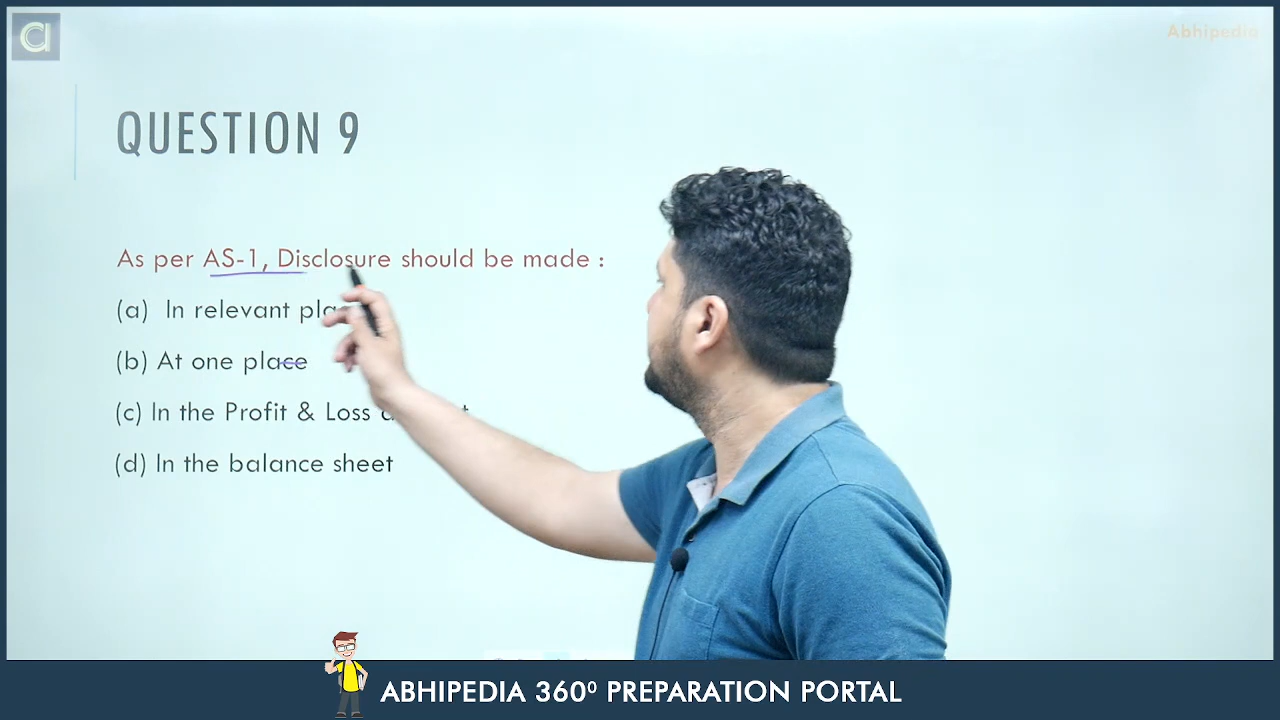 Abhipedia
QUESTION 9
As per AS-1, Disclosure should be made :
(a) In relevant
(b) At one place
(c) In the Profit & Loss
(d) In the balance sheet
ABHIPEDIA 360⁰ PREPARATION PORTAL